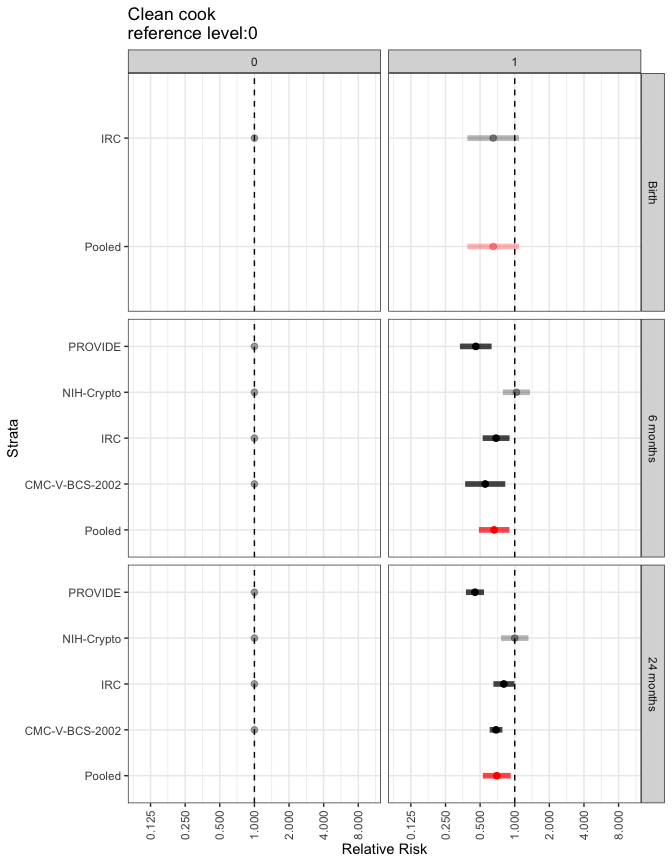 Clean cook
reference level:0
0
1
IRC
Pooled
Birth
PROVIDE
NIH-Crypto
IRC
CMC-V-BCS-2002
Pooled
6 months
PROVIDE
NIH-Crypto
IRC
CMC-V-BCS-2002
Pooled
24 months
Strata
0.125
0.250
0.500
1.000
2.000
4.000
8.000
0.125
0.250
0.500
1.000
2.000
4.000
8.000
Relative Risk